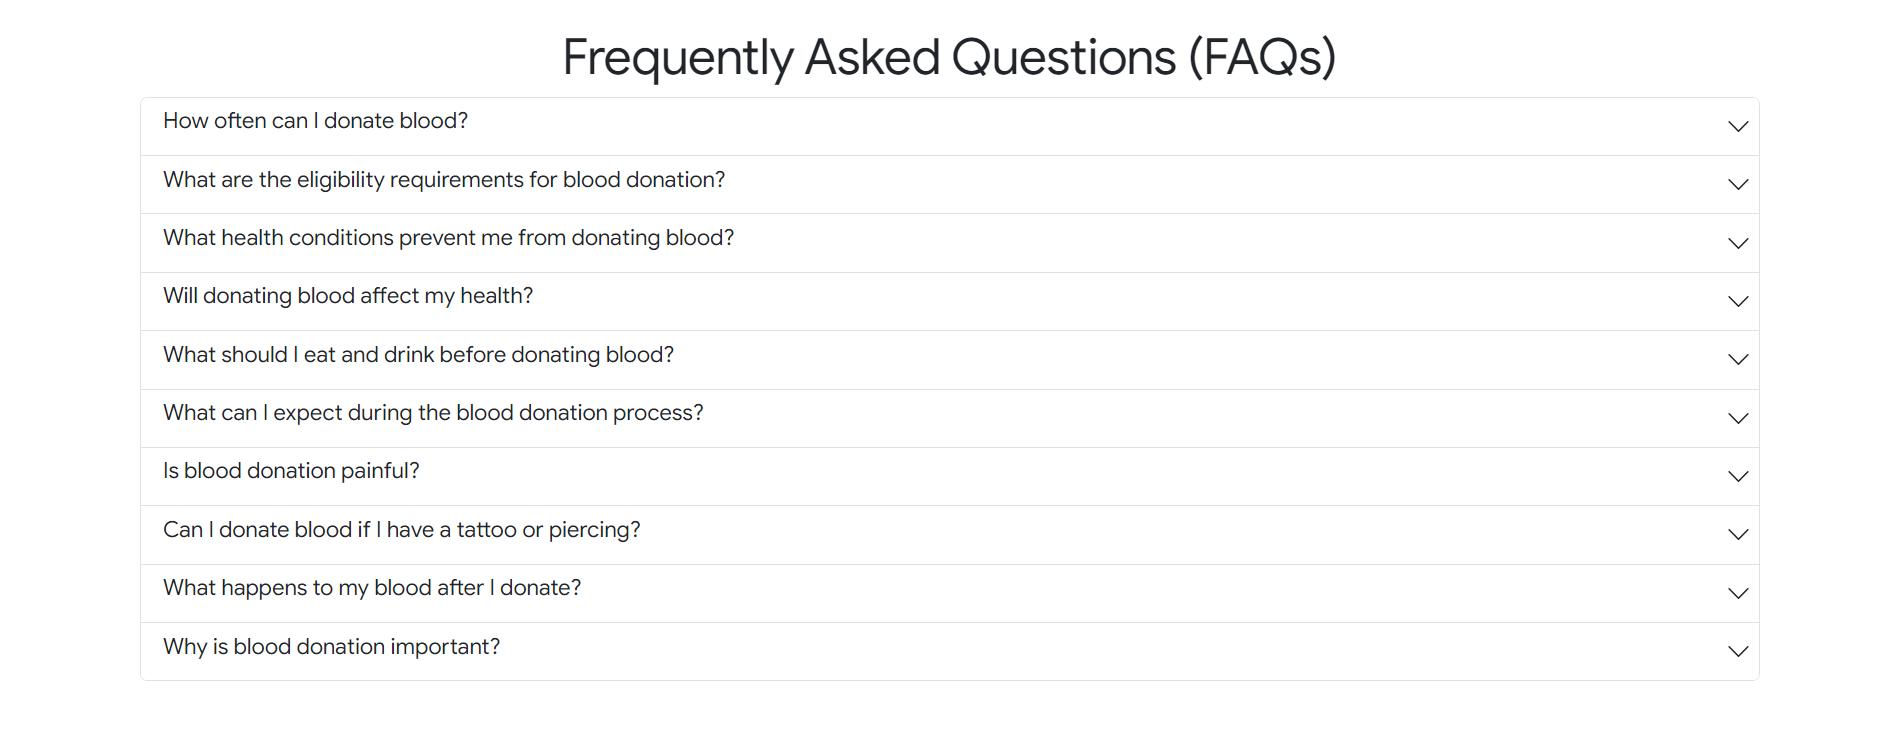 Frequently Asked Questions (FAQs)
How often can I donate blood?
What are the eligibility requirements for blood donation?
What health conditions prevent me from donating blood?
Will donating blood affect my health?
What should I eat and drink before donating blood?
What can I expect during the blood donation process?
Is blood donation painful?
Can I donate blood if I have a tattoo or piercing?
What happens to my blood after I donate?
Why is blood donation important?